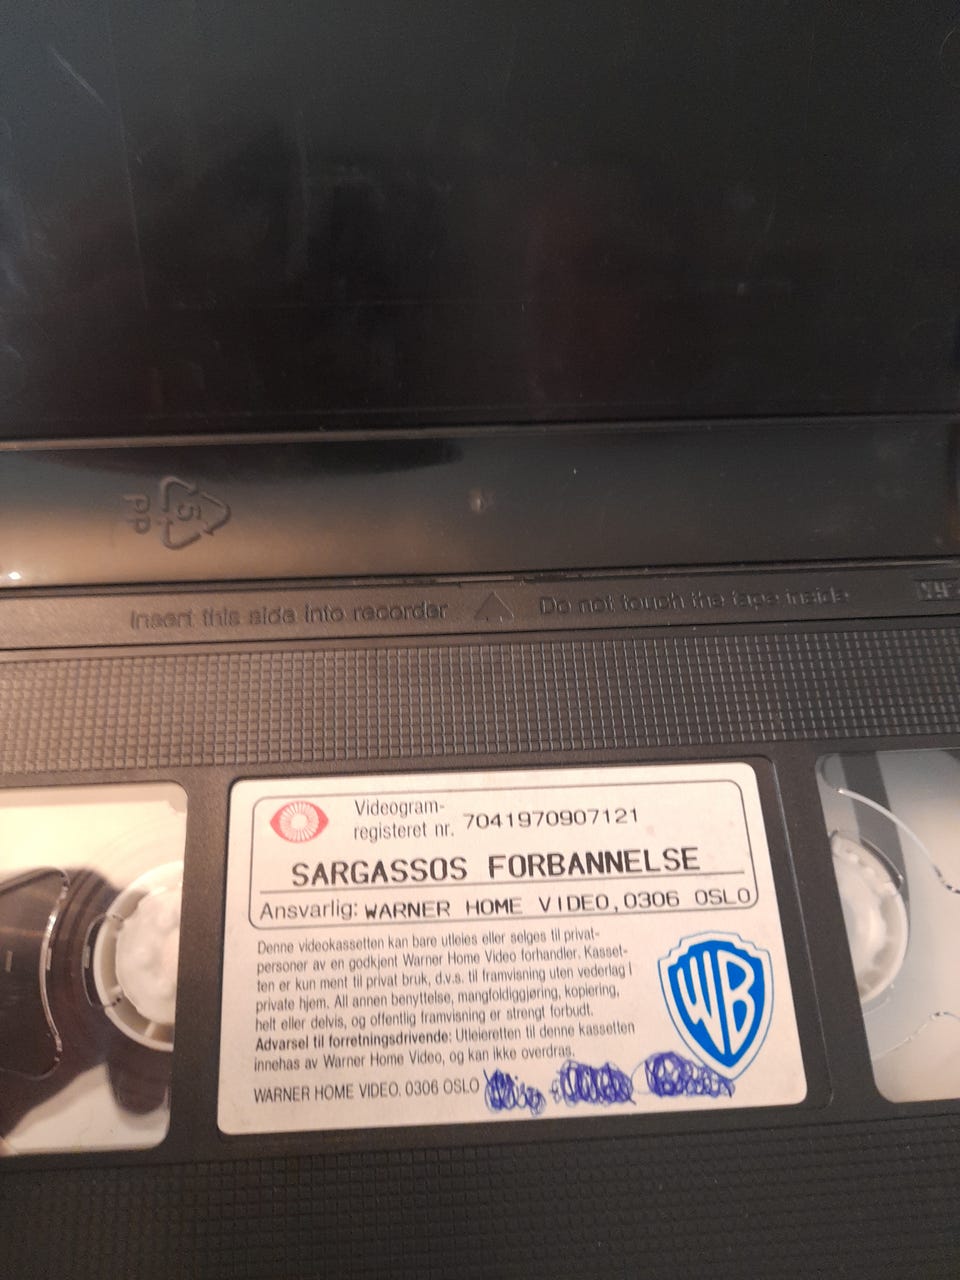 5
PP
Insert this side into recorder Do not touch the tape inside VHS
Videogram-
registeret nr. 7041970907121
SARGASSOS FORBANNELSE
Ansvarlig: WARNER HOME VIDEO, 0306 OSLO
Denne videokassetten kan bare utleies eller selges til privat-
personer av en godkjent Warner Home Video forhandler. Kasset-
ten er kun ment til privat bruk, d.v.s. til framvisning uten vederlag i
private hjem. All annen benyttelse, mangfoldiggjøring, kopiering,
helt eller delvis, og offentlig framvisning er strengt forbudt.
Advarsel til forretningsdrivende: Utleieretten til denne kassetten
innehas av Warner Home Video, og kan ikke overdras.
WARNER HOME VIDEO. 0306 OSLO
WB